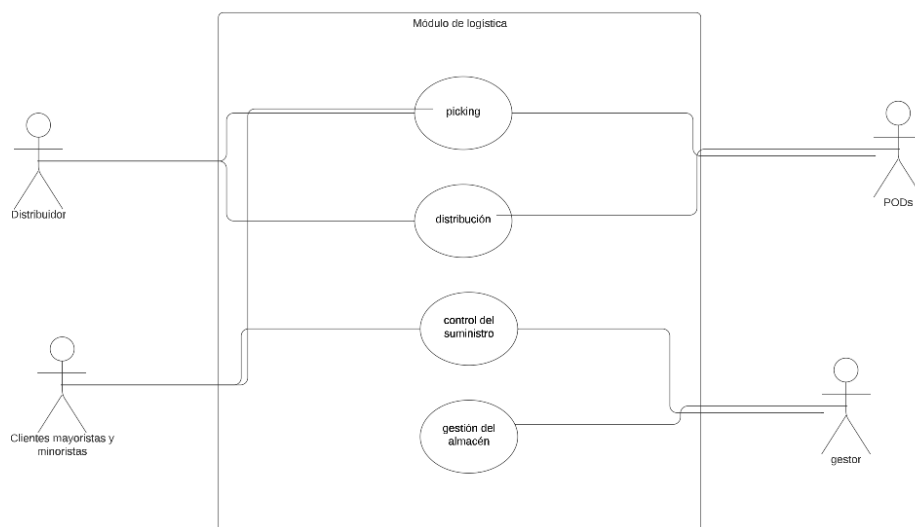 Módulo de logística
picking
Distribuidor
PODs
distribución
control del
suministro
Clientes mayoristas y
minoristas
gestión del
almacén
gestor